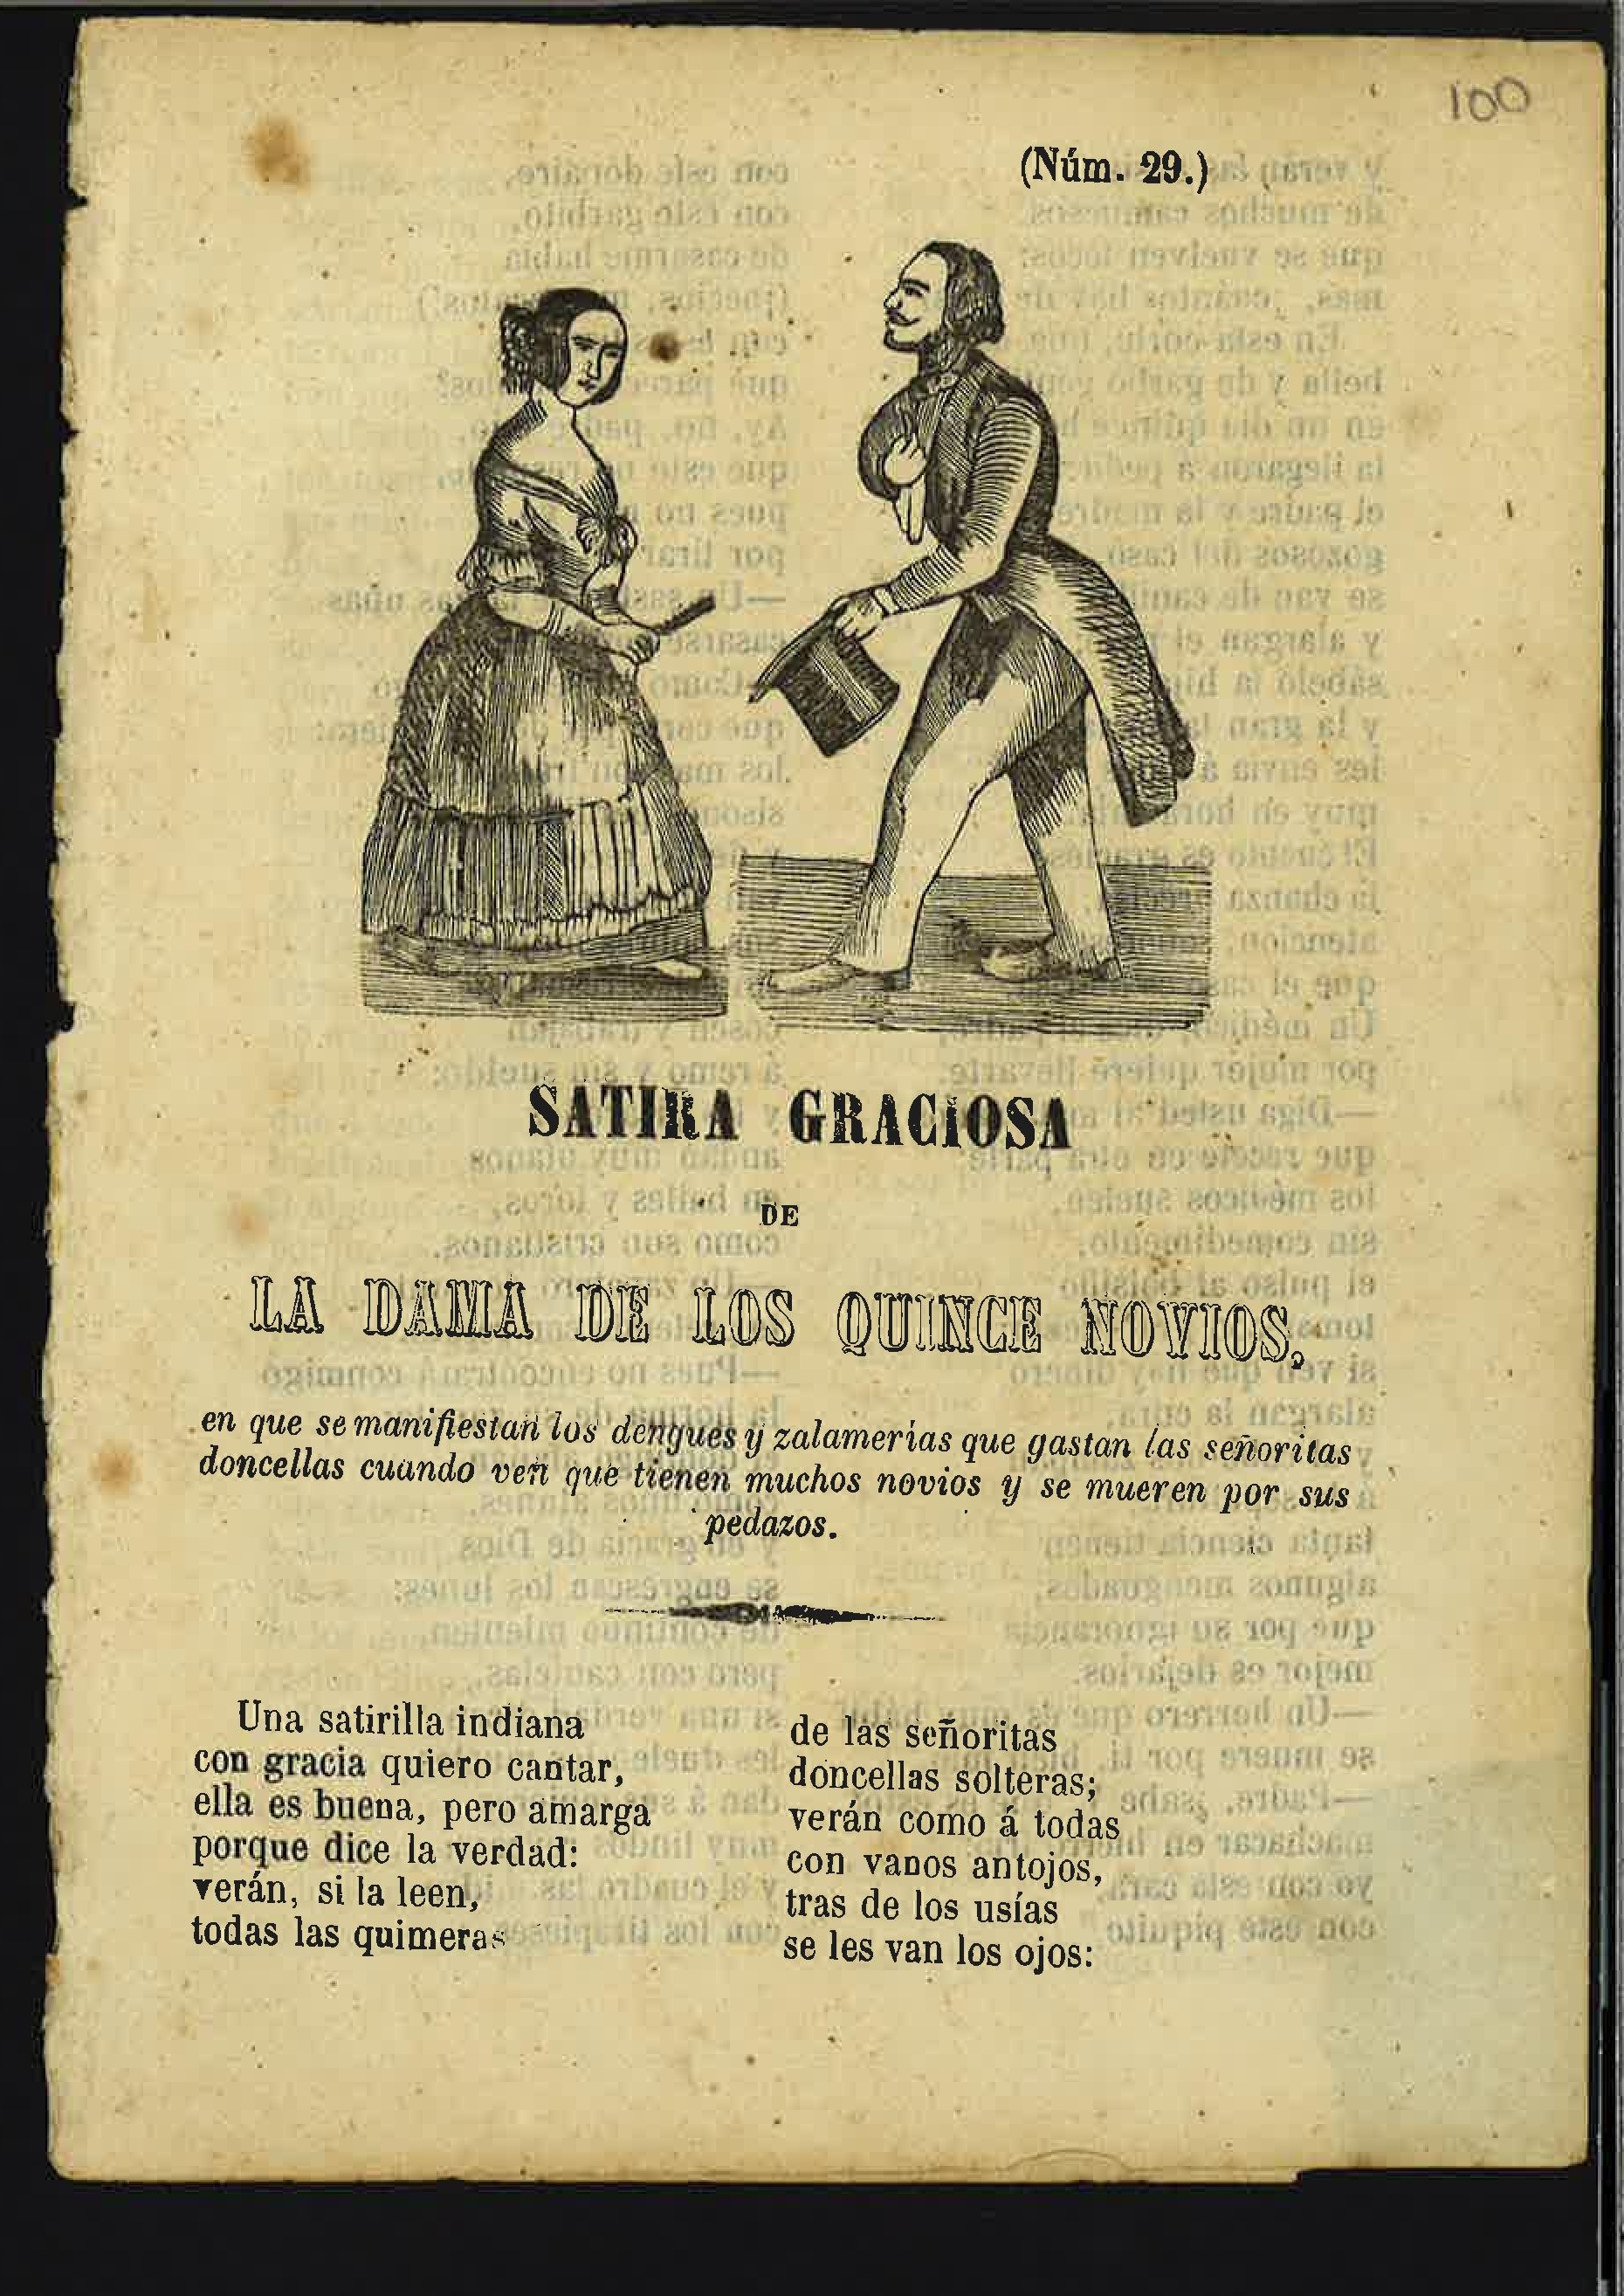 100
(Núm. 29.)
SATIRA GRACIOSA
DE
LA DAMA DE LOS QUINCE NOVIOS,
en que se manifiestan los dengues y zalamerías que gastan las señoritas
doncellas cuando ven que tienen muchos novios y se mueren por sus
pedazos.
Una satirilla indiana
con gracia quiero cantar,
ella es buena, pero amarga
porque dice la verdad:
verán, si la leen,
todas las quimeras
de las señoritas
doncellas solteras;
verán como á todas
con vanos antojos,
tras de los usías
se les van los ojos: